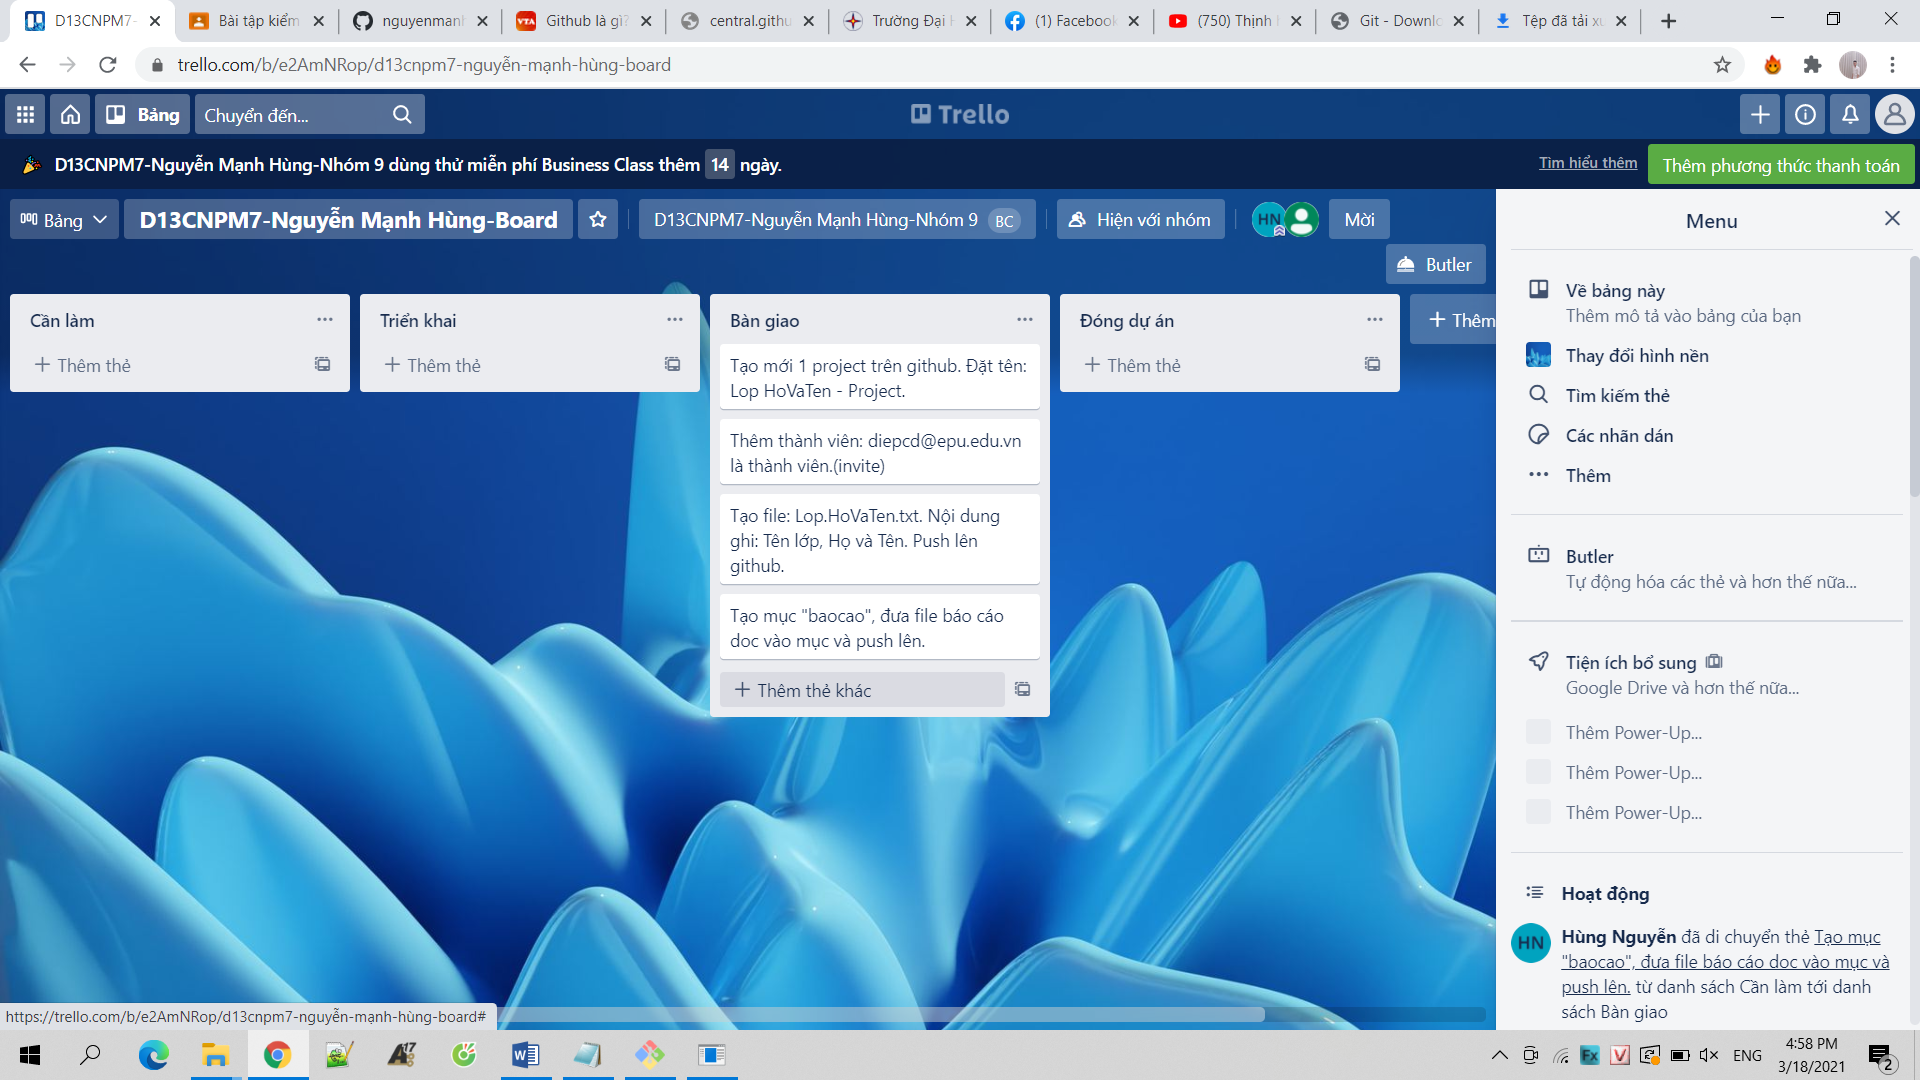 D13CNPM7-
Bài tập kiểm
nguyenmanh
Github là gì?
central.githu
Trường Đại H
(1) Facebook
(750) Thịnh
Git - Downlo
Tệp đã tải xu
trello.com/b/e2AmNRop/d13cnpm7-nguyễn-mạnh-hùng-board
Bảng
Chuyển đến...
Trello
D13CNPM7-Nguyễn Mạnh Hùng-Nhóm 9 dùng thử miễn phí Business Class thêm 14 ngày.
Tìm hiểu thêm
Thêm phương thức thanh toán
Bảng
D13CNPM7-Nguyễn Mạnh Hùng-Board
D13CNPM7-Nguyễn Mạnh Hùng-Nhóm 9 BC
Hiện với nhóm
HN
Mời
Butler
Cần làm
Thêm thẻ
Triển khai
Thêm thẻ
Bàn giao
Tạo mới 1 project trên github. Đặt tên:
Lop HoVaTen - Project.
Thêm thành viên: diepcd@epu.edu.vn
là thành viên.(invite)
Tạo file: Lop.HoVaTen.txt. Nội dung
ghi: Tên lớp, Họ và Tên. Push lên
github.
Tạo mục "baocao", đưa file báo cáo
doc vào mục và push lên.
Thêm thẻ khác
Đóng dự án
Thêm thẻ
Thêm
Menu
Về bảng này
Thêm mô tả vào bảng của bạn
Thay đổi hình nền
Tìm kiếm thẻ
Các nhãn dán
Thêm
Butler
Tự động hóa các thẻ và hơn thế nữa...
Tiện ích bổ sung
Google Drive và hơn thế nữa...
Thêm Power-Up...
Thêm Power-Up...
Thêm Power-Up...
Hoạt động
HN
Hùng Nguyễn đã di chuyển thẻ Tạo mục
"baocao", đưa file báo cáo doc vào mục và
push lên. từ danh sách Cần làm tới danh
sách Bàn giao
https://trello.com/b/e2AmNRop/d13cnpm7-nguyễn-mạnh-hùng-board#
ENG
4:58 PM
3/18/2021
2